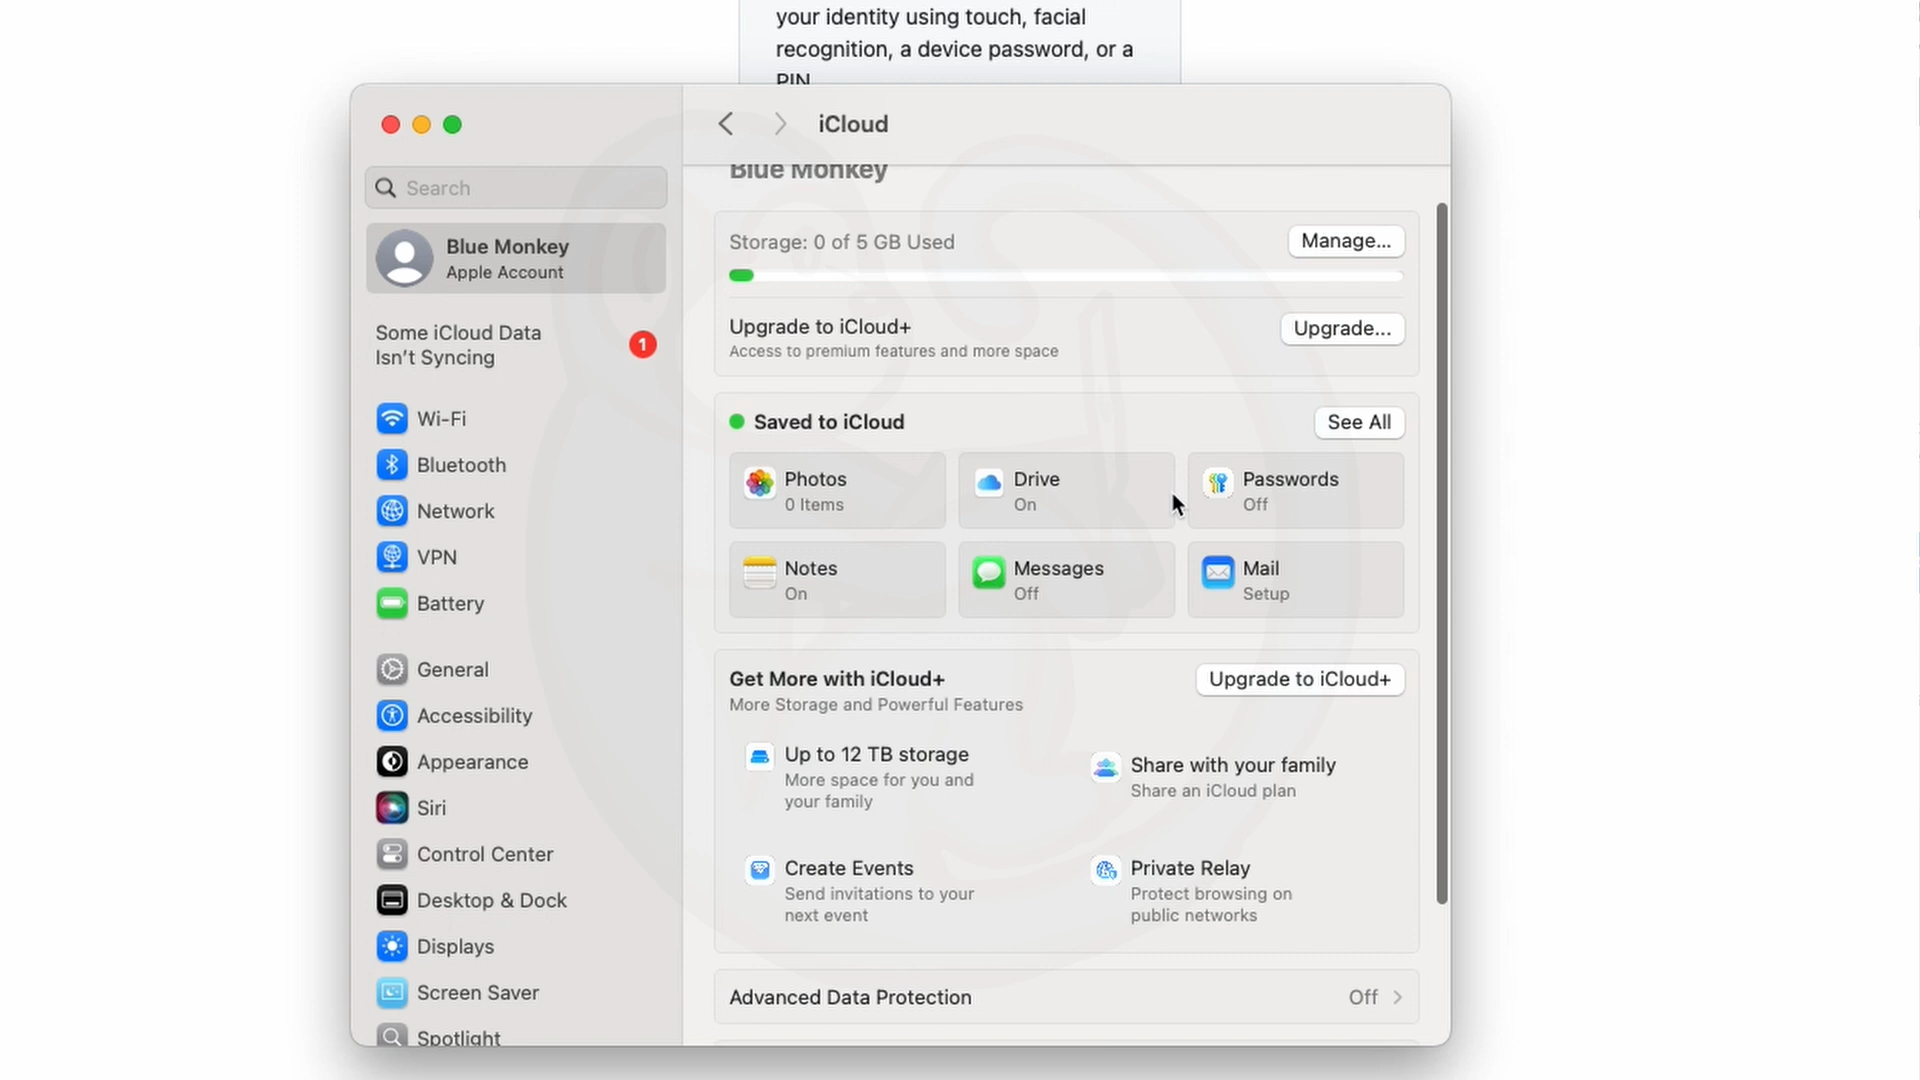 your identity using touch, facial
recognition, a device password, or a
PIN
iCloud
Search
Blue Monkey
Apple Account
Some iCloud Data
Isn't Syncing
1
Wi-Fi
Bluetooth
Network
VPN
Battery
General
Accessibility
Appearance
Siri
Control Center
Desktop & Dock
Displays
Screen Saver
Spotlight
Blue Monkey
Storage: 0 of 5 GB Used
Manage...
Upgrade to iCloud+
Access to premium features and more space
Upgrade...
Saved to iCloud
See All
Photos
0 Items
Drive
On
Passwords
Off
Notes
On
Messages
Off
Mail
Setup
Get More with iCloud+
More Storage and Powerful Features
Upgrade to iCloud+
Up to 12 TB storage
More space for you and
your family
Share with your family
Share an iCloud plan
Create Events
Send invitations to your
next event
Private Relay
Protect browsing on
public networks
Advanced Data Protection
Off